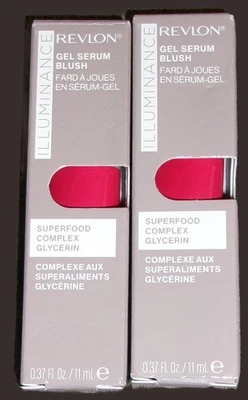 REVLON®
ILLUMINANCE
GEL SERUM
BLUSH
FARD À JOUES
EN SÉRUM-GEL
SUPERFOOD
COMPLEX
GLYCERIN
COMPLEXE AUX
SUPERALIMENTS
GLYCÉRINE
0.37 Fl. Oz. / 11 mL ℮
REVLON®
ILLUMINANCE
GEL SERUM
BLUSH
FARD À JOUES
EN SÉRUM-GEL
SUPERFOOD
COMPLEX
GLYCERIN
COMPLEXE AUX
SUPERALIMENTS
GLYCÉRINE
0.37 Fl. Oz. / 11 mL ℮